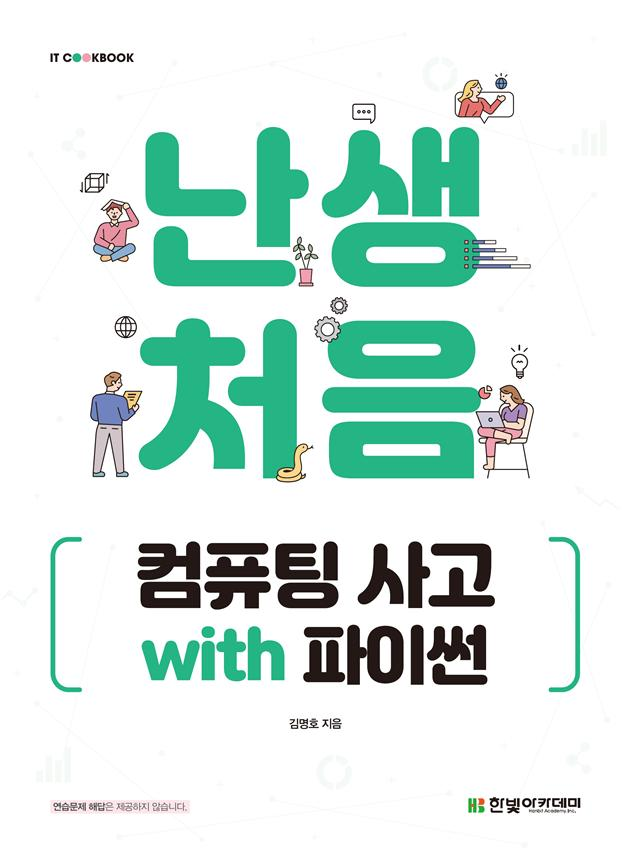 IT COOKBOOK
난생
처음
컴퓨팅 사고
with 파이썬
김명호 지음
연습문제 해답은 제공하지 않습니다.
HB 한빛아카데미
Hanbit Academy, Inc.